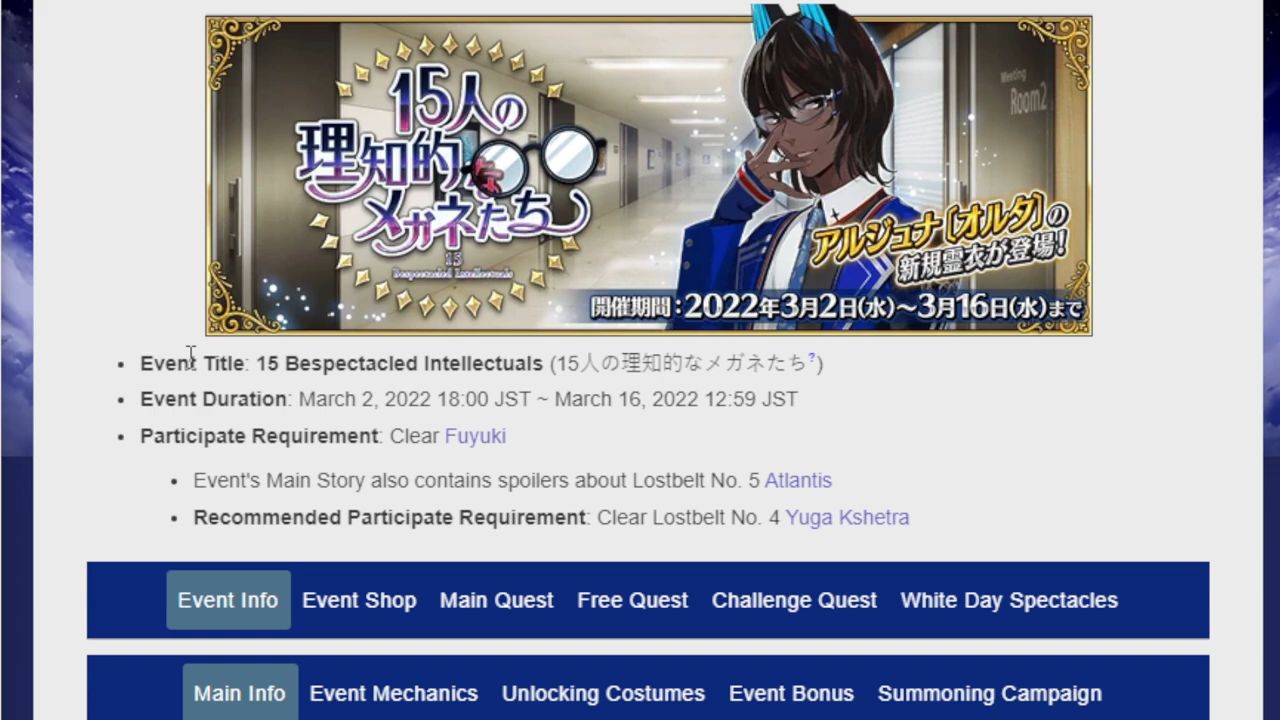 15人の
理知的な
メガネたち
15
Bespectacled Intellectuals
Meeting
Room2
アルジュナ〔オルタ〕の
新規霊衣が登場!
開催期間:2022年3月2日(水)~3月16日(水)まで
Event Title: 15 Bespectacled Intellectuals (15人の理知的なメガネたち?)
Event Duration: March 2, 2022 18:00 JST ~ March 16, 2022 12:59 JST
Participate Requirement: Clear Fuyuki
Event's Main Story also contains spoilers about Lostbelt No. 5 Atlantis
Recommended Participate Requirement: Clear Lostbelt No. 4 Yuga Kshetra
Event Info Event Shop Main Quest Free Quest Challenge Quest White Day Spectacles
Main Info Event Mechanics Unlocking Costumes Event Bonus Summoning Campaign